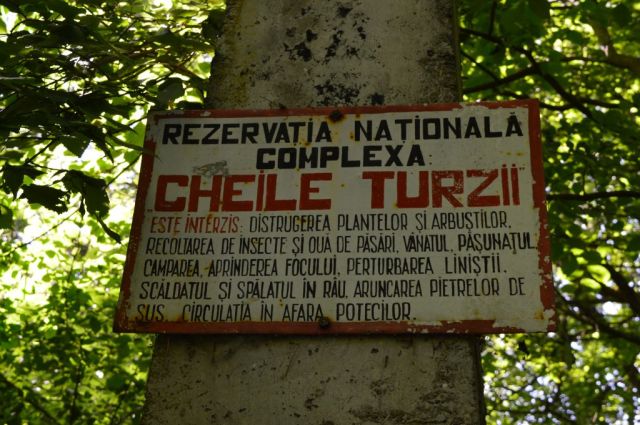 REZERVAȚIA NAȚIONALĂ
COMPLEXA
"CHEILE TURZII"
ESTE INTERZIS: DISTRUGEREA PLANTELOR ȘI ARBUȘTILOR,
RECOLTAREA DE INSECTE ȘI OUĂ DE PĂSĂRI, VÂNATUL, PĂȘUNATUL,
CAMPAREA, APRINDEREA FOCULUI, PERTURBAREA LINIȘTII,
SCĂLDATUL ȘI SPĂLATUL ÎN RÂU, ARUNCAREA PIETRELOR DE
SUS, CIRCULAȚIA ÎN AFARA POTECILOR.